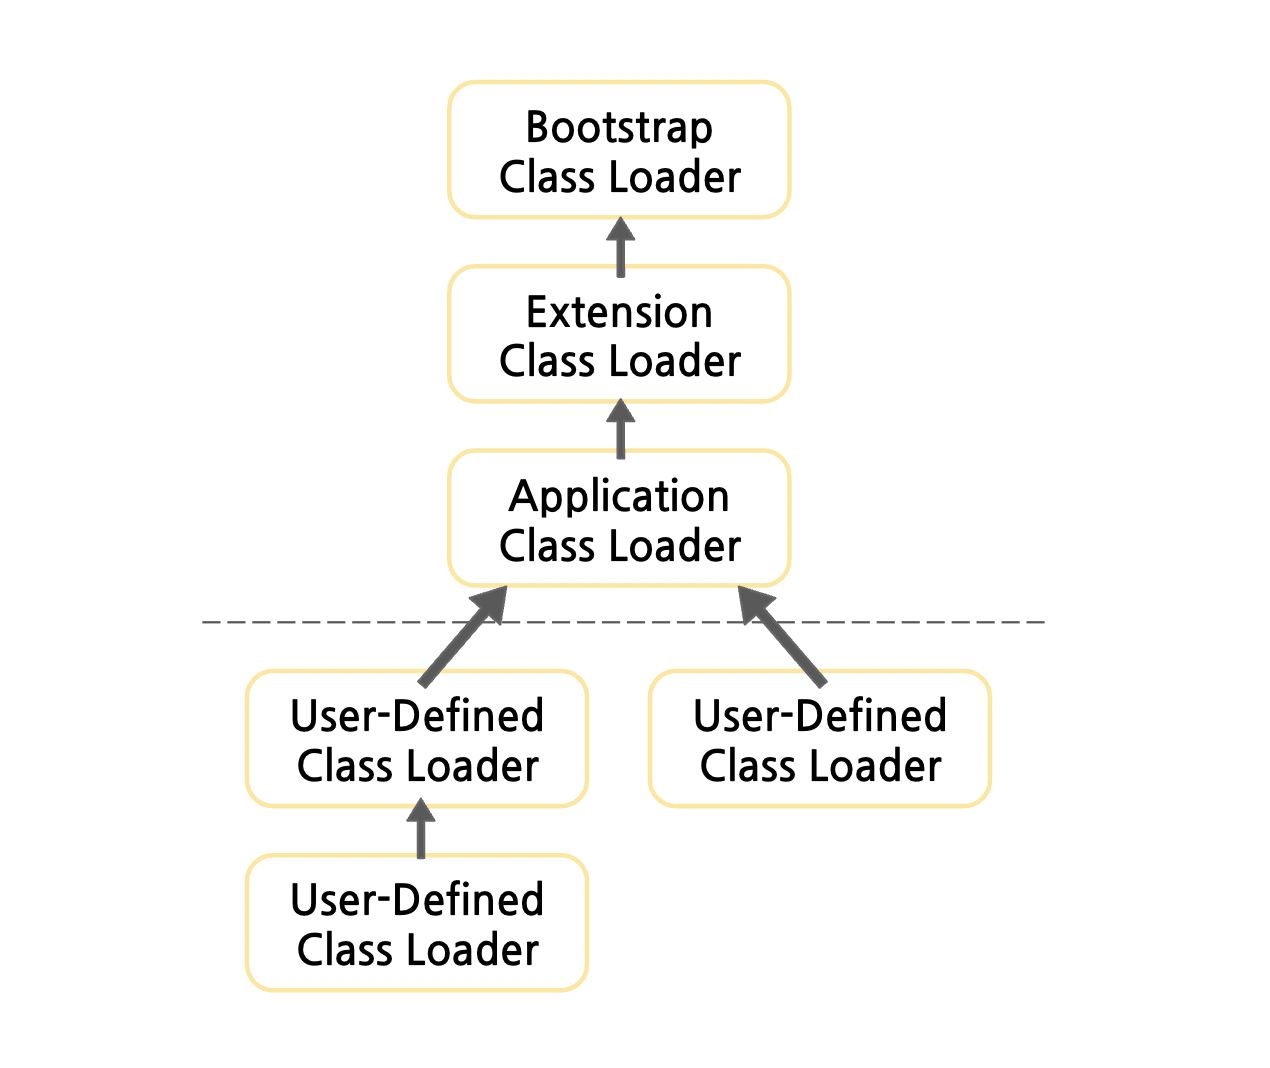 Bootstrap
Class Loader
Extension
Class Loader
Application
Class Loader
User-Defined
Class Loader
User-Defined
Class Loader
User-Defined
Class Loader